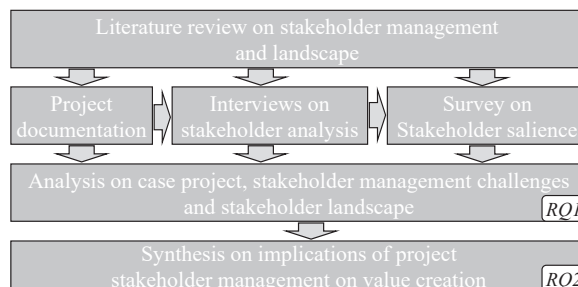 Literature review on stakeholder management
and landscape
Project
documentation
Interviews on
stakeholder analysis
Survey on
Stakeholder salience
Analysis on case project, stakeholder management challenges
and stakeholder landscape
RQ1
Synthesis on implications of project
stakeholder management on value creation
RQ2